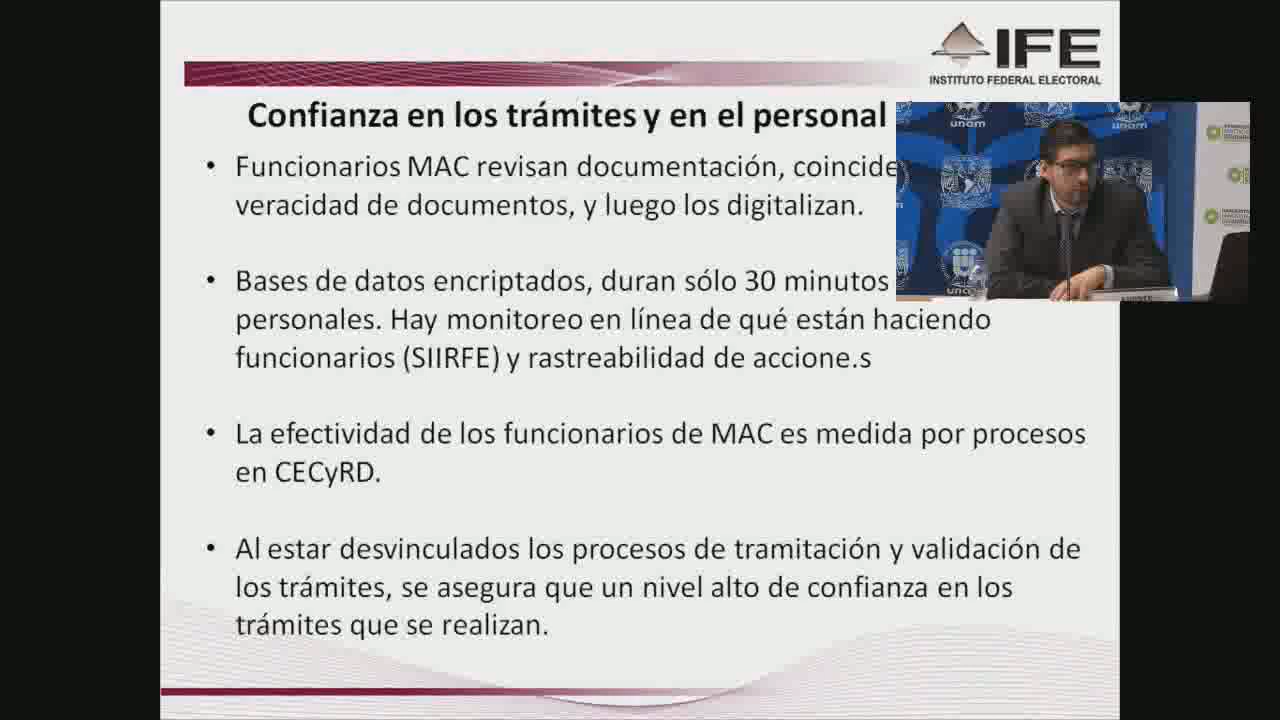 IFE
INSTITUTO FEDERAL ELECTORAL
Confianza en los trámites y en el personal
• Funcionarios MAC revisan documentación, coincide
veracidad de documentos, y luego los digitalizan.
• Bases de datos encriptados, duran sólo 30 minutos
personales. Hay monitoreo en línea de qué están haciendo
funcionarios (SIIRFE) y rastreabilidad de accione.s
• La efectividad de los funcionarios de MAC es medida por procesos
en CECyRD.
• Al estar desvinculados los procesos de tramitación y validación de
los trámites, se asegura que un nivel alto de confianza en los
trámites que se realizan.
unam
unam
unam